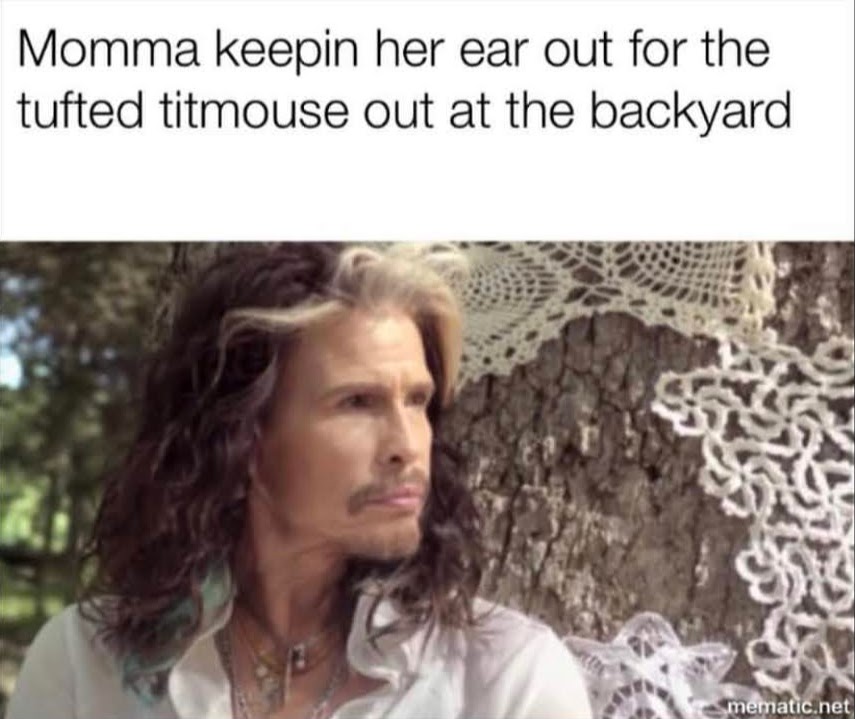 Momma keepin her ear out for the
tufted titmouse out at the backyard
mematic.net